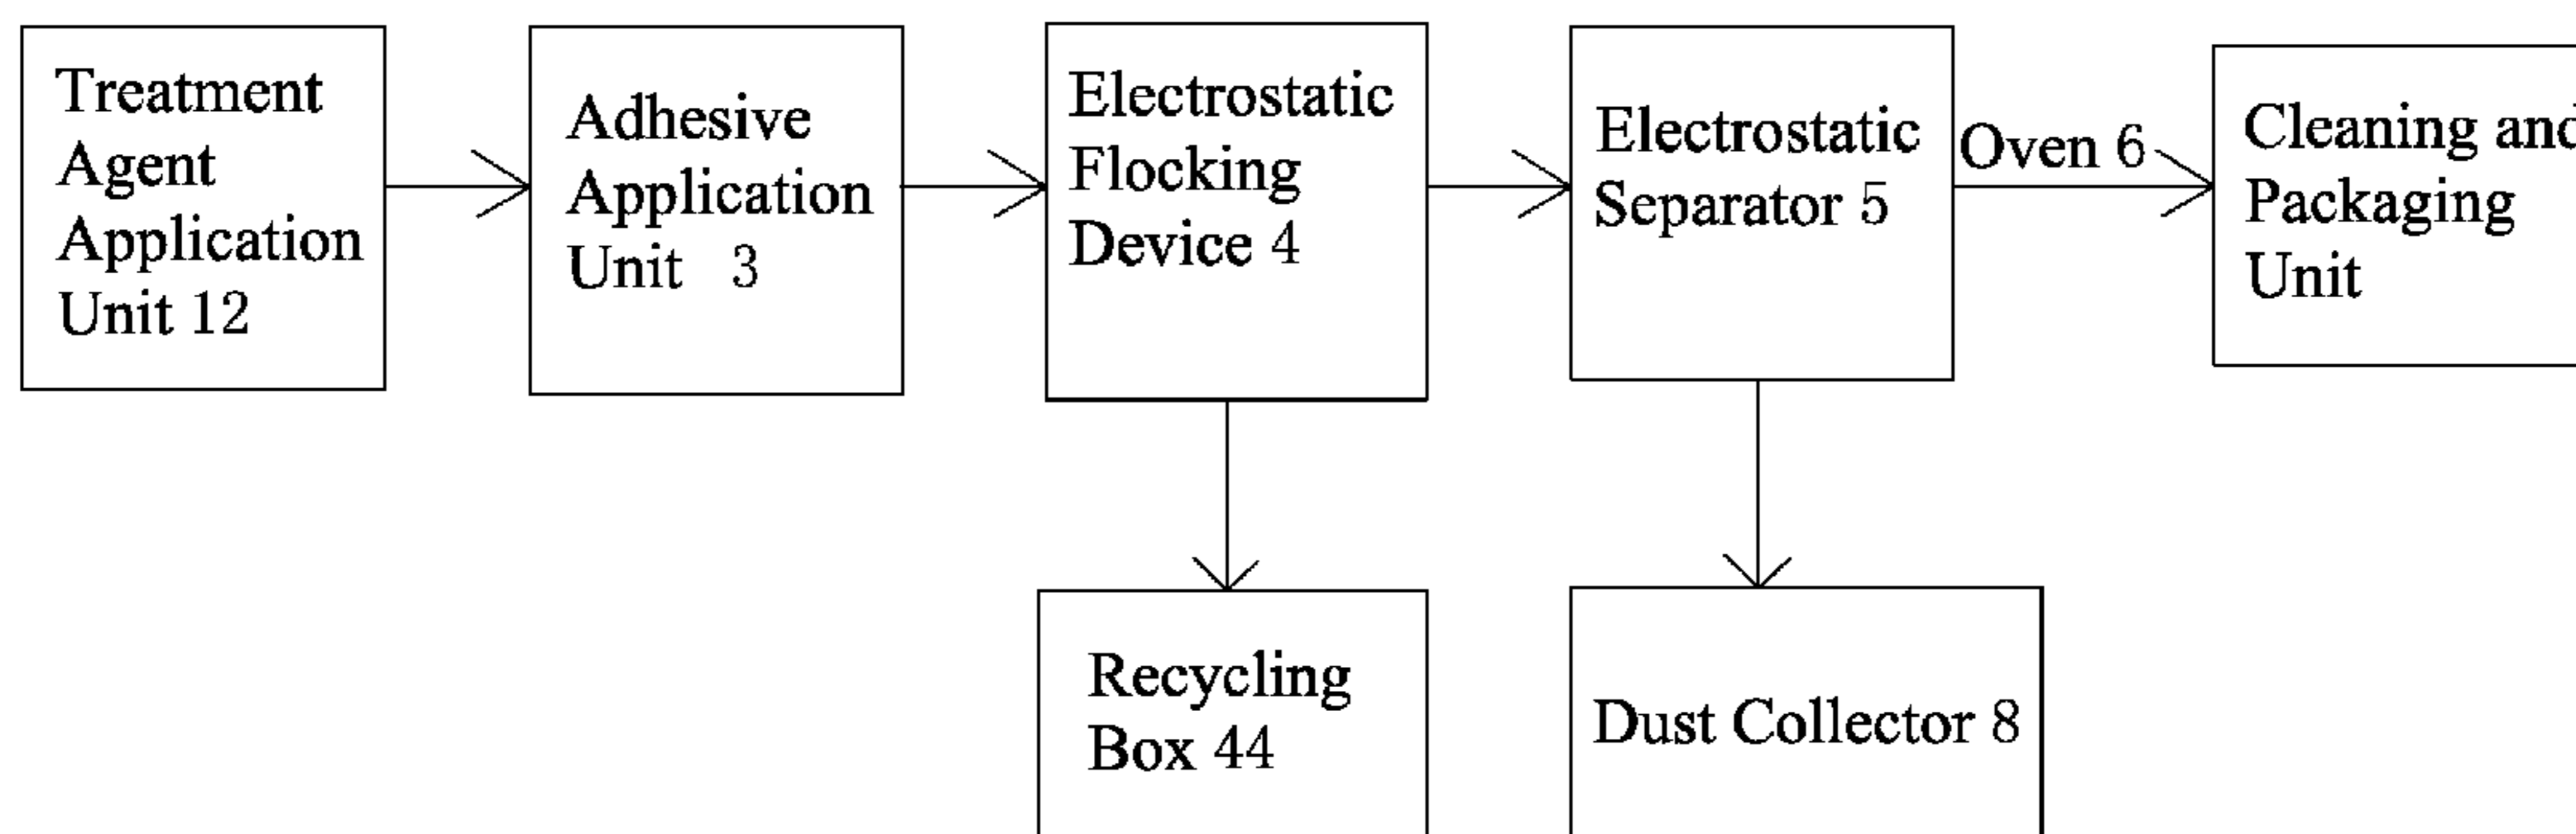 Treatment
Agent
Application
Unit 12
Adhesive
Application
Unit 3
Electrostatic
Flocking
Device 4
Electrostatic
Separator 5
Oven 6
Cleaning and
Packaging
Unit
Recycling
Box 44
Dust Collector 8